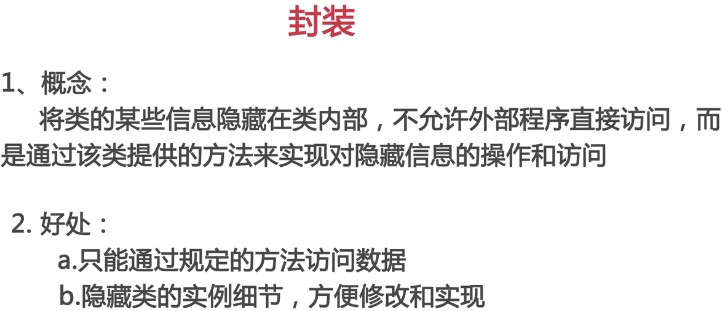 封装
1、概念：
将类的某些信息隐藏在类内部，不允许外部程序直接访问，而
是通过该类提供的方法来实现对隐藏信息的操作和访问
2. 好处：
a.只能通过规定的方法访问数据
b.隐藏类的实例细节，方便修改和实现